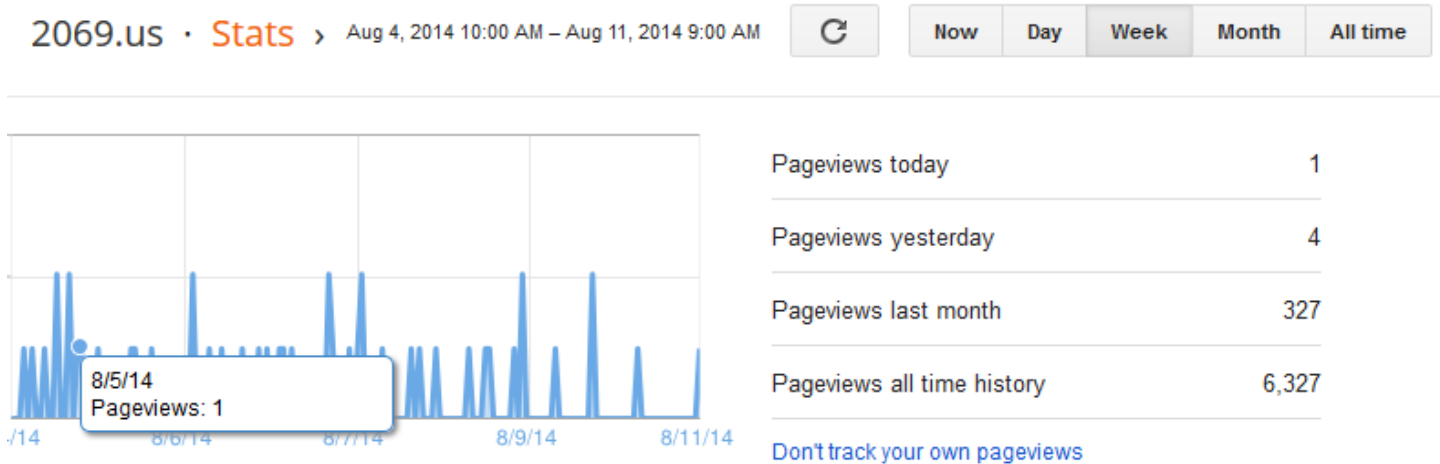 2069.us · Stats › Aug 4, 2014 10:00 AM – Aug 11, 2014 9:00 AM Now Day Week Month All time
Pageviews today 1
Pageviews yesterday 4
Pageviews last month 327
Pageviews all time history 6,327
Don't track your own pageviews
8/5/14
Pageviews: 1
/14 8/6/14 8/7/14 8/9/14 8/11/14